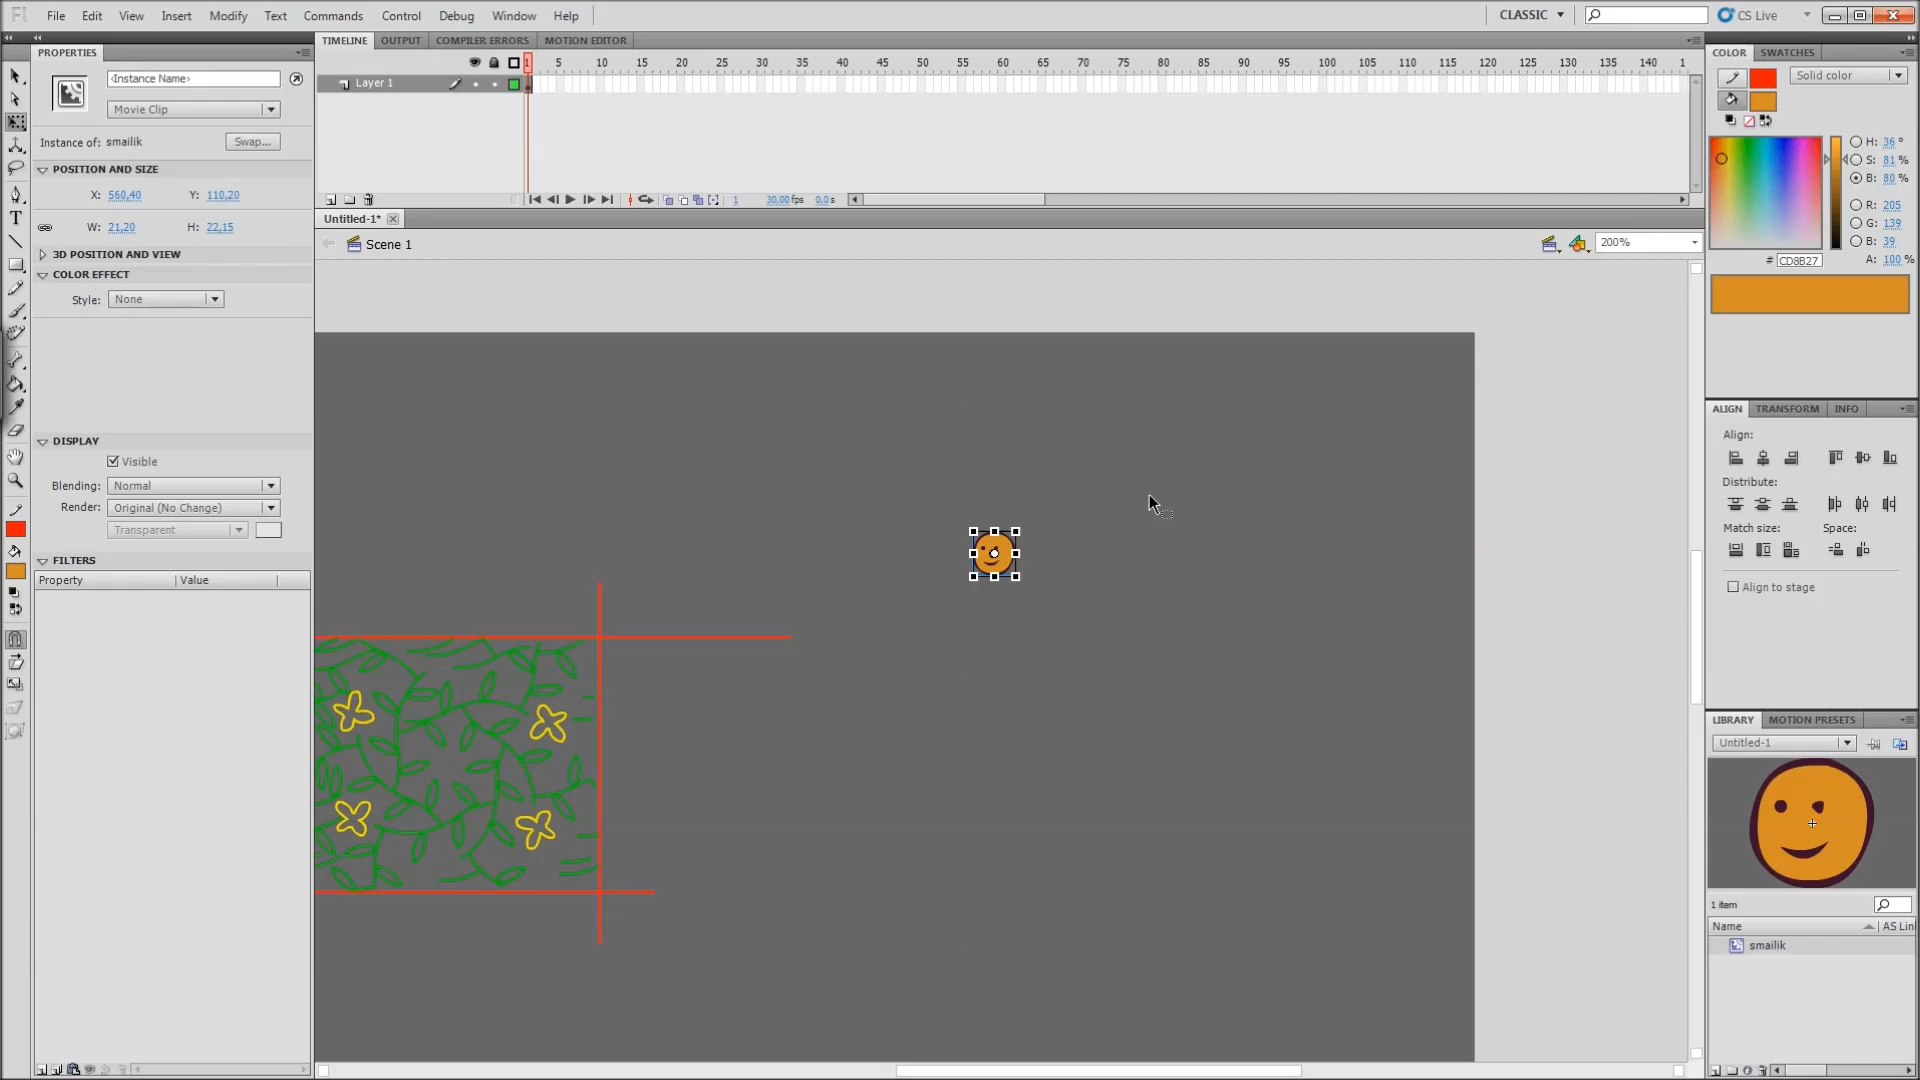 Fl File Edit View Insert Modify Text Commands Control Debug Window Help CLASSIC CS Live
PROPERTIES
<Instance Name>
Movie Clip
Instance of: smailik Swap...
POSITION AND SIZE
X: 560,40 Y: 110,20
W: 21,20 H: 22,15
3D POSITION AND VIEW
COLOR EFFECT
Style: None
DISPLAY
Visible
Blending: Normal
Render: Original (No Change)
Transparent
FILTERS
Property Value
TIMELINE OUTPUT COMPILER ERRORS MOTION EDITOR
1 5 10 15 20 25 30 35 40 45 50 55 60 65 70 75 80 85 90 95 100 105 110 115 120 125 130 135 140 1
Layer 1
1 30,00 fps 0,0 s
Untitled-1*
Scene 1 200%
COLOR SWATCHES
Solid color
H: 36 °
S: 81 %
B: 80 %
R: 205
G: 139
B: 39
# CD8B27 A: 100 %
ALIGN TRANSFORM INFO
Align:
Distribute:
Match size: Space:
Align to stage
LIBRARY MOTION PRESETS
Untitled-1
1 item
Name AS Lin
smailik